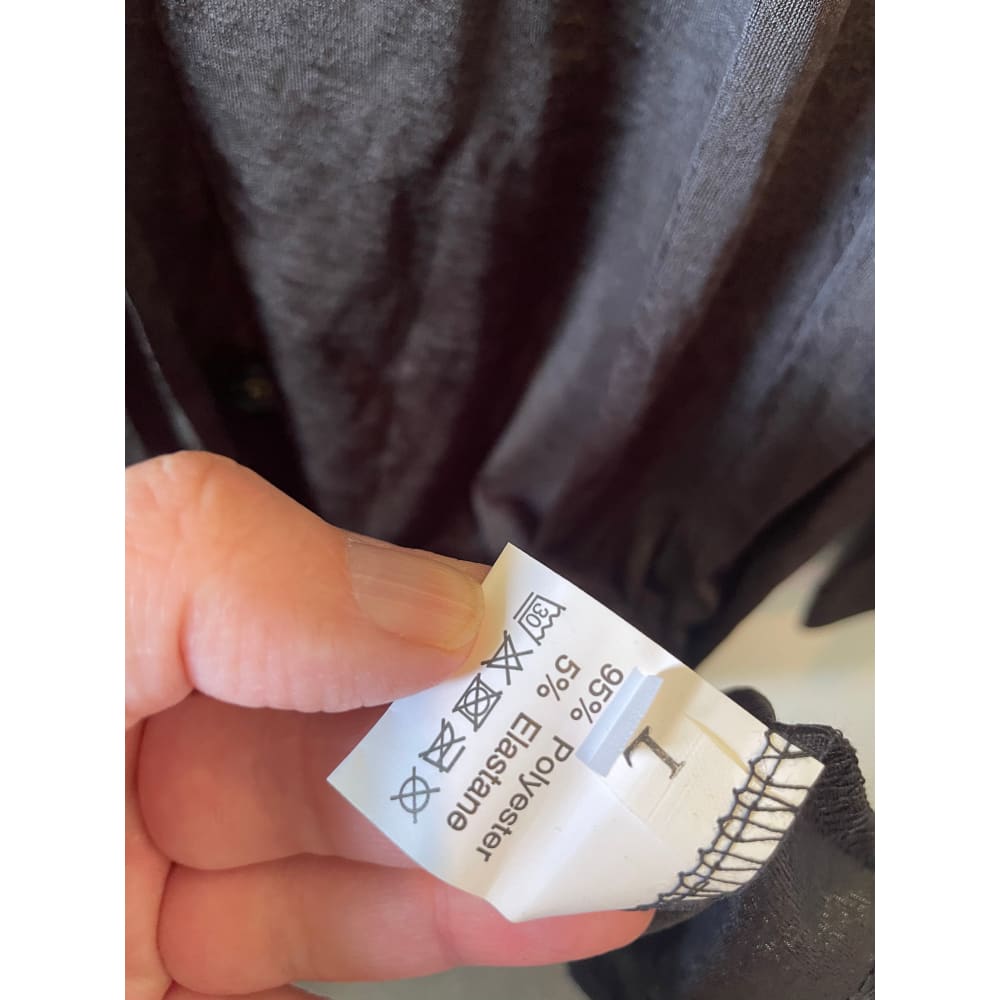 L
95% Polyester
5% Elastane
30